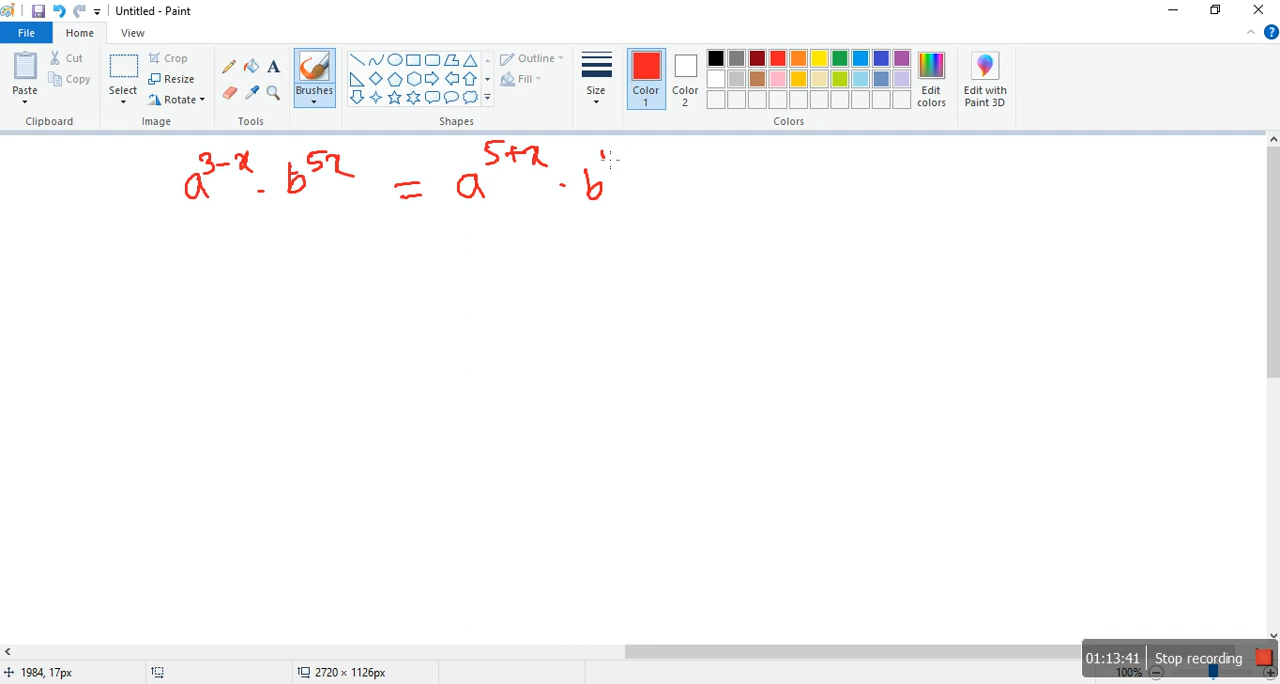 Untitled - Paint
File Home View
Cut
Copy
Paste
Clipboard
Crop
Resize
Rotate
Select
Image
Tools
Brushes
Outline
Fill
Shapes
Size
Color 1
Color 2
Edit colors
Edit with Paint 3D
Colors
a^{3-x} · b^{5x} = a^{5+x} · b
1984, 17px
2720 × 1126px
100%
01:13:41 Stop recording